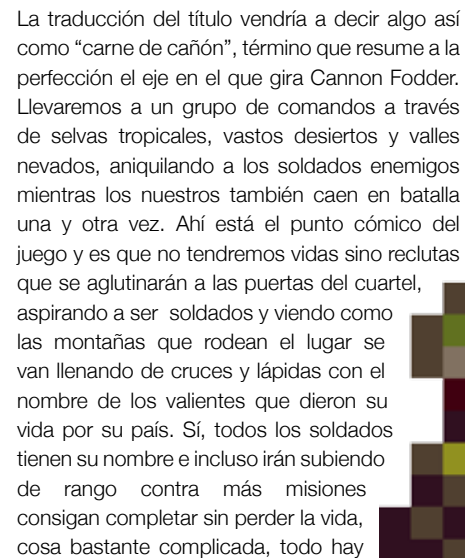 La traducción del título vendría a decir algo así
como “carne de cañón”, término que resume a la
perfección el eje en el que gira Cannon Fodder.
Llevaremos a un grupo de comandos a través
de selvas tropicales, vastos desiertos y valles
nevados, aniquilando a los soldados enemigos
mientras los nuestros también caen en batalla
una y otra vez. Ahí está el punto cómico del
juego y es que no tendremos vidas sino reclutas
que se aglutinarán a las puertas del cuartel,
aspirando a ser soldados y viendo como
las montañas que rodean el lugar se
van llenando de cruces y lápidas con el
nombre de los valientes que dieron su
vida por su país. Sí, todos los soldados
tienen su nombre e incluso irán subiendo
de rango contra más misiones
consigan completar sin perder la vida,
cosa bastante complicada, todo hay